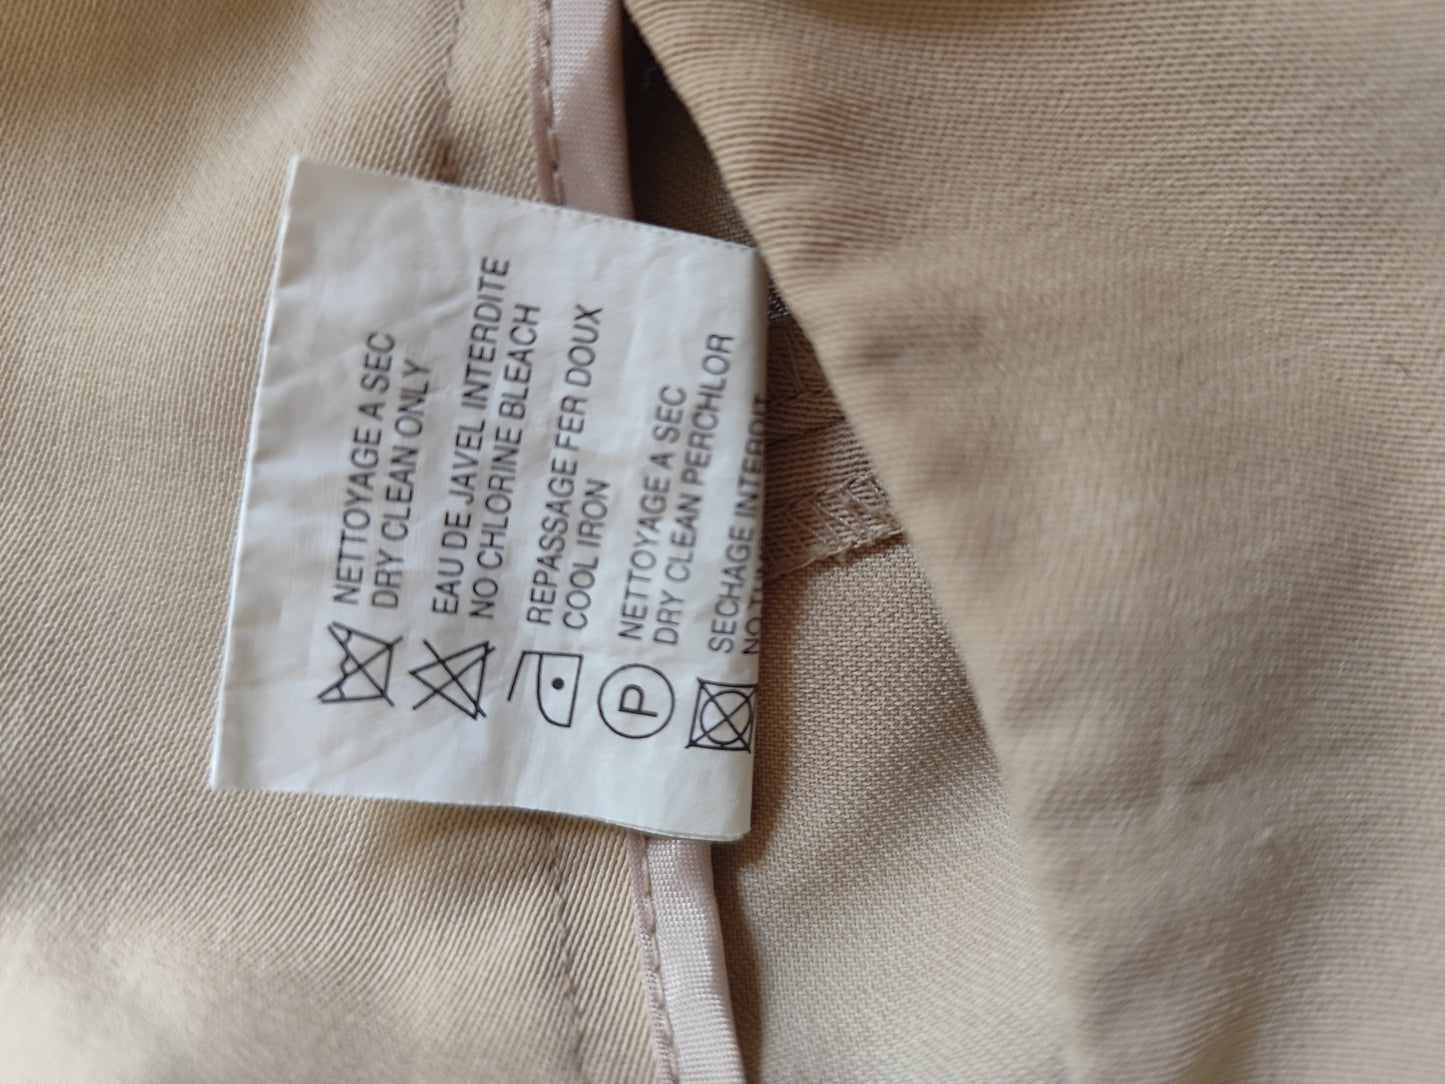 NETTOYAGE A SEC
DRY CLEAN ONLY
EAU DE JAVEL INTERDITE
NO CHLORINE BLEACH
REPASSAGE FER DOUX
COOL IRON
P
NETTOYAGE A SEC
DRY CLEAN PERCHLOR
SECHAGE INTERDIT
NO